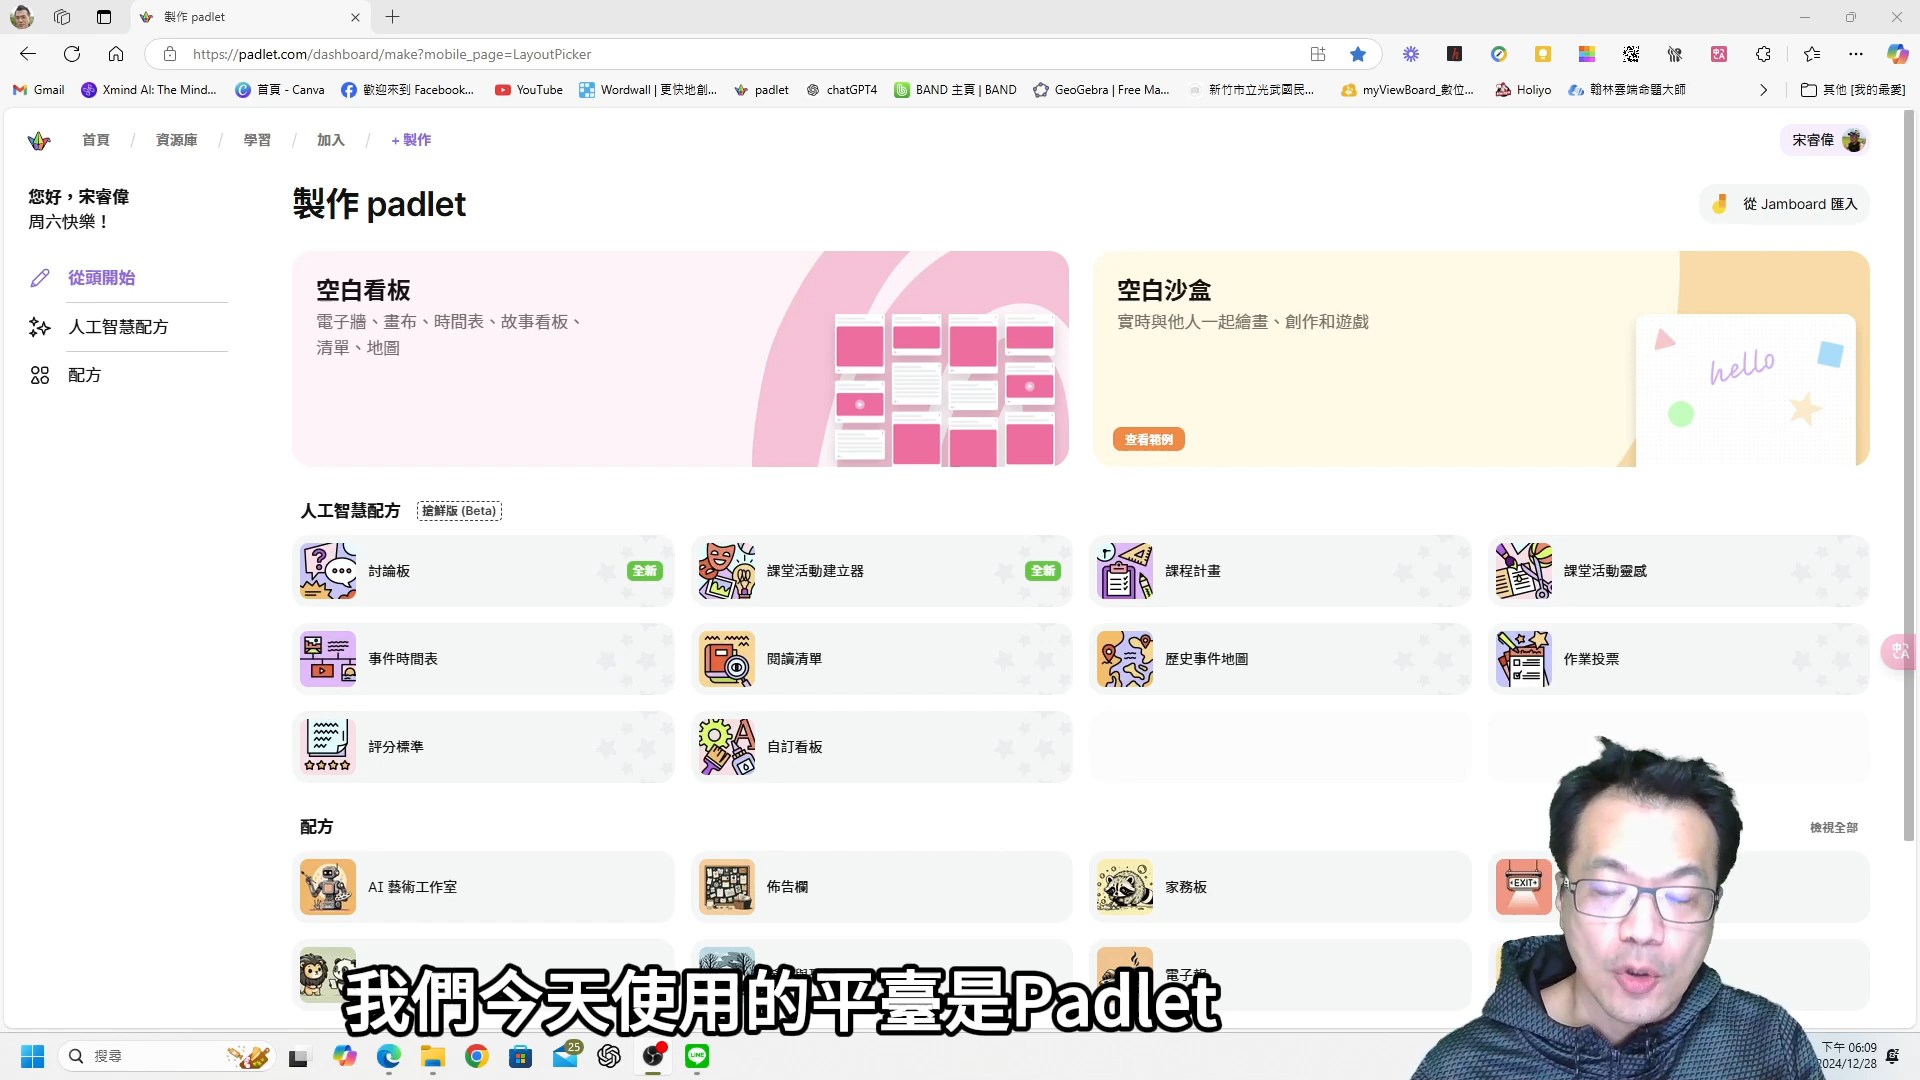 製作 padlet
https://padlet.com/dashboard/make?mobile_page=LayoutPicker
Gmail
Xmind AI: The Mind...
首頁 - Canva
歡迎來到 Facebook...
YouTube
Wordwall | 更快地創...
padlet
chatGPT4
BAND 主頁 | BAND
GeoGebra | Free Ma...
新竹市立光武國民...
myViewBoard_數位...
Holiyo
翰林雲端命題大師
其他 [我的最愛]
首頁 / 資源庫 / 學習 / 加入 / + 製作
宋睿偉
您好，宋睿偉
周六快樂！
從頭開始
人工智慧配方
配方
製作 padlet
從 Jamboard 匯入
空白看板
電子牆、畫布、時間表、故事看板、
清單、地圖
空白沙盒
實時與他人一起繪畫、創作和遊戲
hello
查看範例
人工智慧配方 搶鮮版 (Beta)
討論板 全新
課堂活動建立器 全新
課程計畫
課堂活動靈感
事件時間表
閱讀清單
歷史事件地圖
作業投票
評分標準
自訂看板
配方
檢視全部
AI 藝術工作室
佈告欄
家務板
EXIT
電子報
我們今天使用的平臺是Padlet
搜尋
25
下午 06:09
2024/12/28